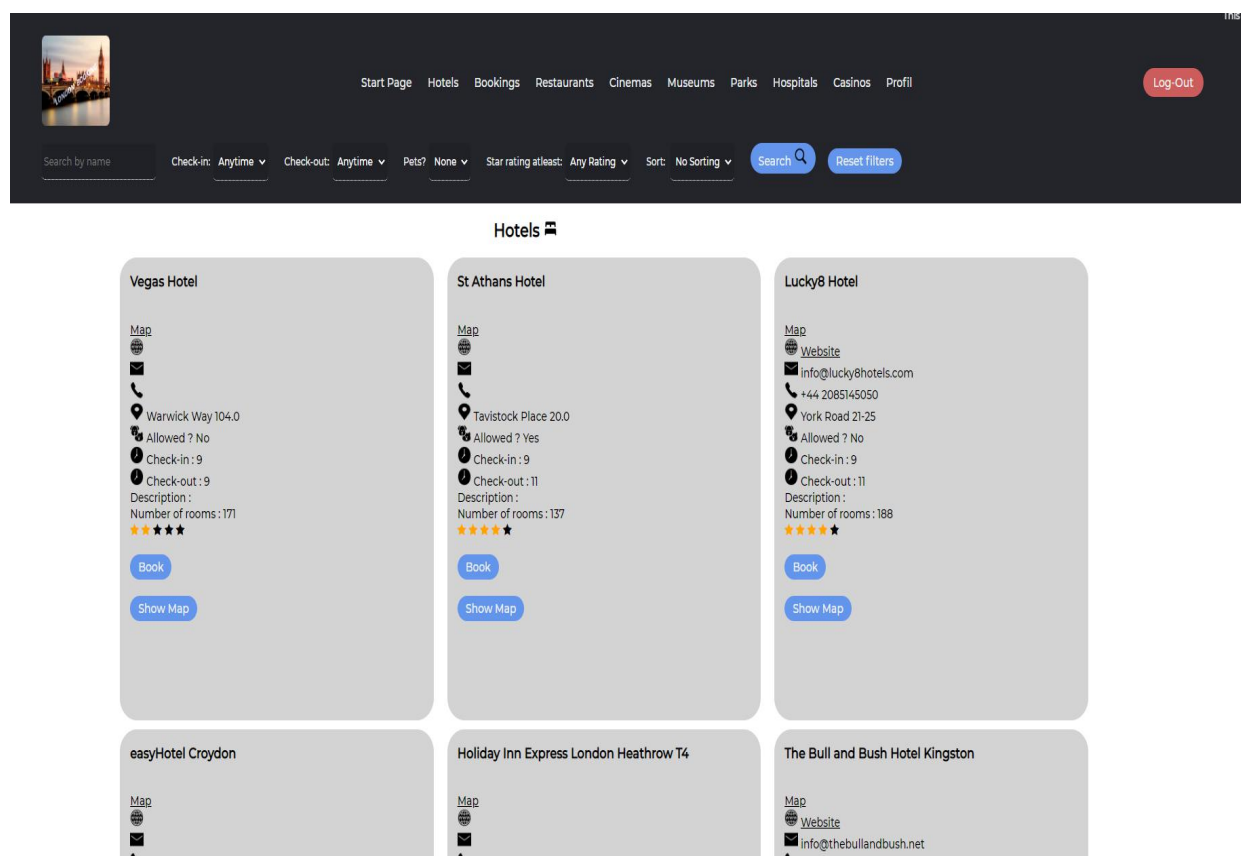 This
LONDON
Start Page Hotels Bookings Restaurants Cinemas Museums Parks Hospitals Casinos Profil
Log-Out
Search by name Check-in: Anytime Check-out: Anytime Pets? None Star rating atleast: Any Rating Sort: No Sorting Search Reset filters
Hotels
Vegas Hotel
Map
Warwick Way 104.0
Allowed ? No
Check-in : 9
Check-out : 9
Description :
Number of rooms : 171
Book
Show Map
St Athans Hotel
Map
Tavistock Place 20.0
Allowed ? Yes
Check-in : 9
Check-out : 11
Description :
Number of rooms : 137
Book
Show Map
Lucky8 Hotel
Map
Website
info@lucky8hotels.com
+44 2085145050
York Road 21-25
Allowed ? No
Check-in : 9
Check-out : 11
Description :
Number of rooms : 188
Book
Show Map
easyHotel Croydon
Map
Holiday Inn Express London Heathrow T4
Map
The Bull and Bush Hotel Kingston
Map
Website
info@thebullandbush.net